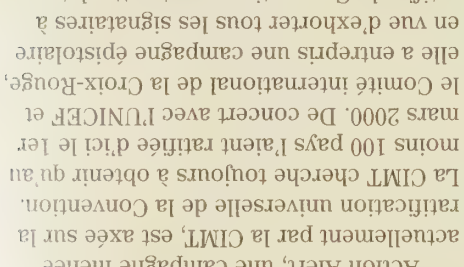 Action Alert, une campagne menée
actuellement par la CIMT, est axée sur la
ratification universelle de la Convention.
La CIMT cherche toujours à obtenir qu'au
moins 100 pays l'aient ratifiée d'ici le 1er
mars 2000. De concert avec l'UNICEF et
le Comité international de la Croix-Rouge,
elle a entrepris une campagne épistolaire
en vue d'exhorter tous les signataires à